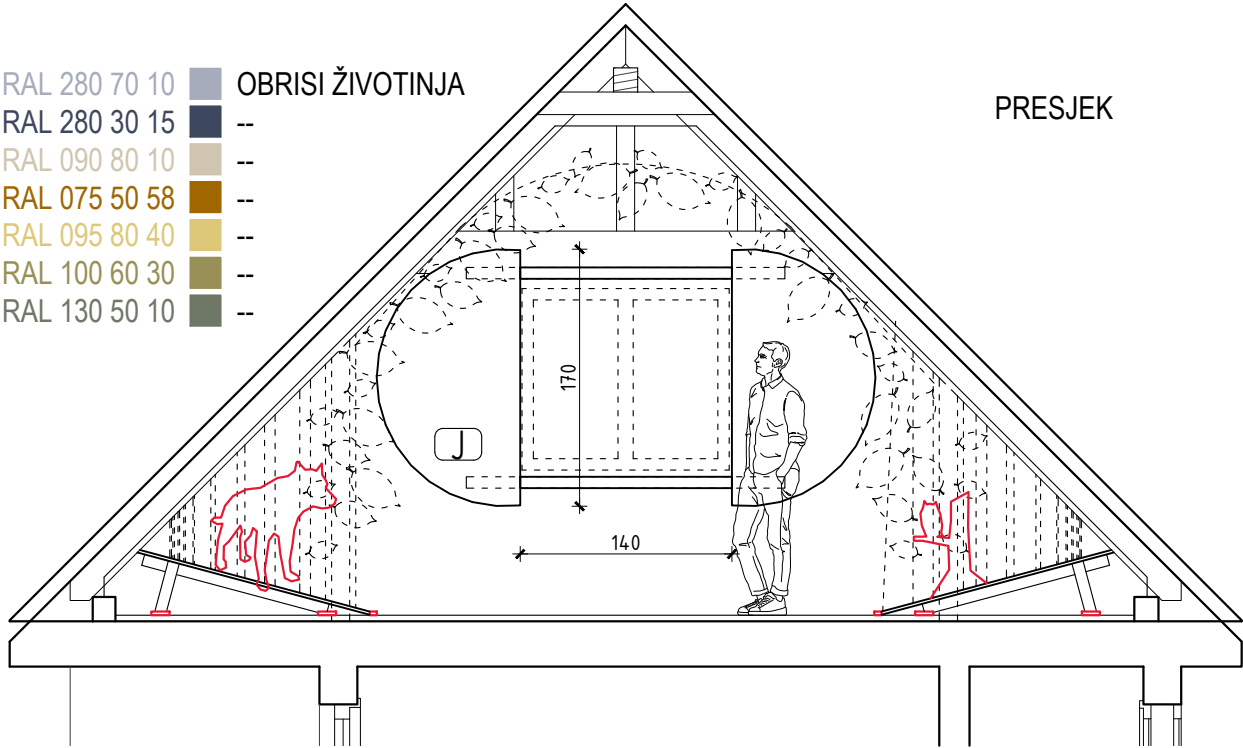 RAL 280 70 10 OBRISI ŽIVOTINJA
RAL 280 30 15 --
RAL 090 80 10 --
RAL 075 50 58 --
RAL 095 80 40 --
RAL 100 60 30 --
RAL 130 50 10 --
PRESJEK
170
J
140